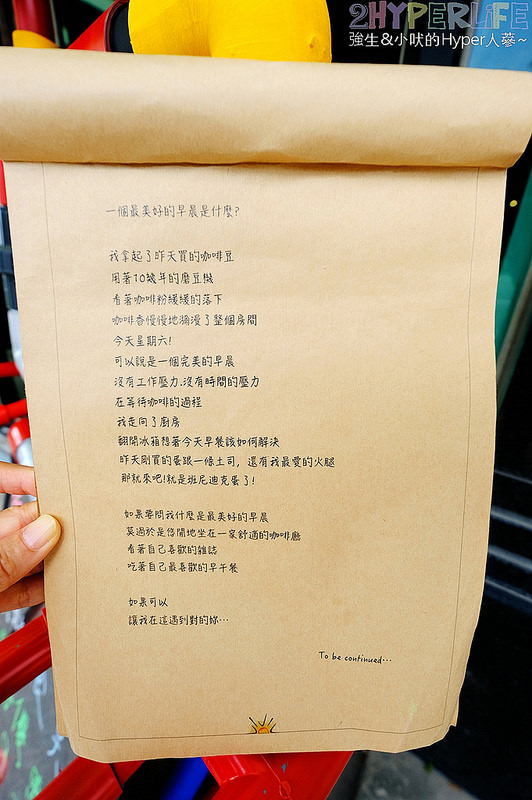 2HYPERLIFE
強生&小吠的Hyper人蔘~
一個最美好的早晨是什麼?
我拿起了昨天買的咖啡豆
用著10幾年的磨豆機
看著咖啡粉緩緩的落下
咖啡香慢慢地瀰漫了整個房間
今天星期六!
可以說是一個完美的早晨
沒有工作壓力.沒有時間的壓力
在等待咖啡的過程
我走向了廚房
翻開冰箱想著今天早餐該如何解決
昨天剛買的蛋跟一條土司, 還有我最愛的火腿
那就來吧!就是班尼迪克蛋了!
如果要問我什麼是最美好的早晨
莫過於是悠閒地坐在一家舒適的咖啡廳
看著自己喜歡的雜誌
吃著自己最喜歡的早午餐
如果可以
讓我在這遇到對的妳…
To be continued…